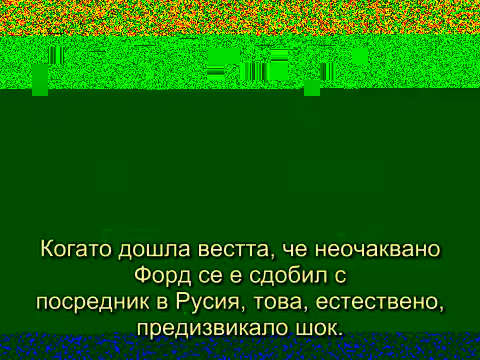 Когато дошла вестта, че неочаквано
Форд се е сдобил с
посредник в Русия, това, естествено,
предизвикало шок.